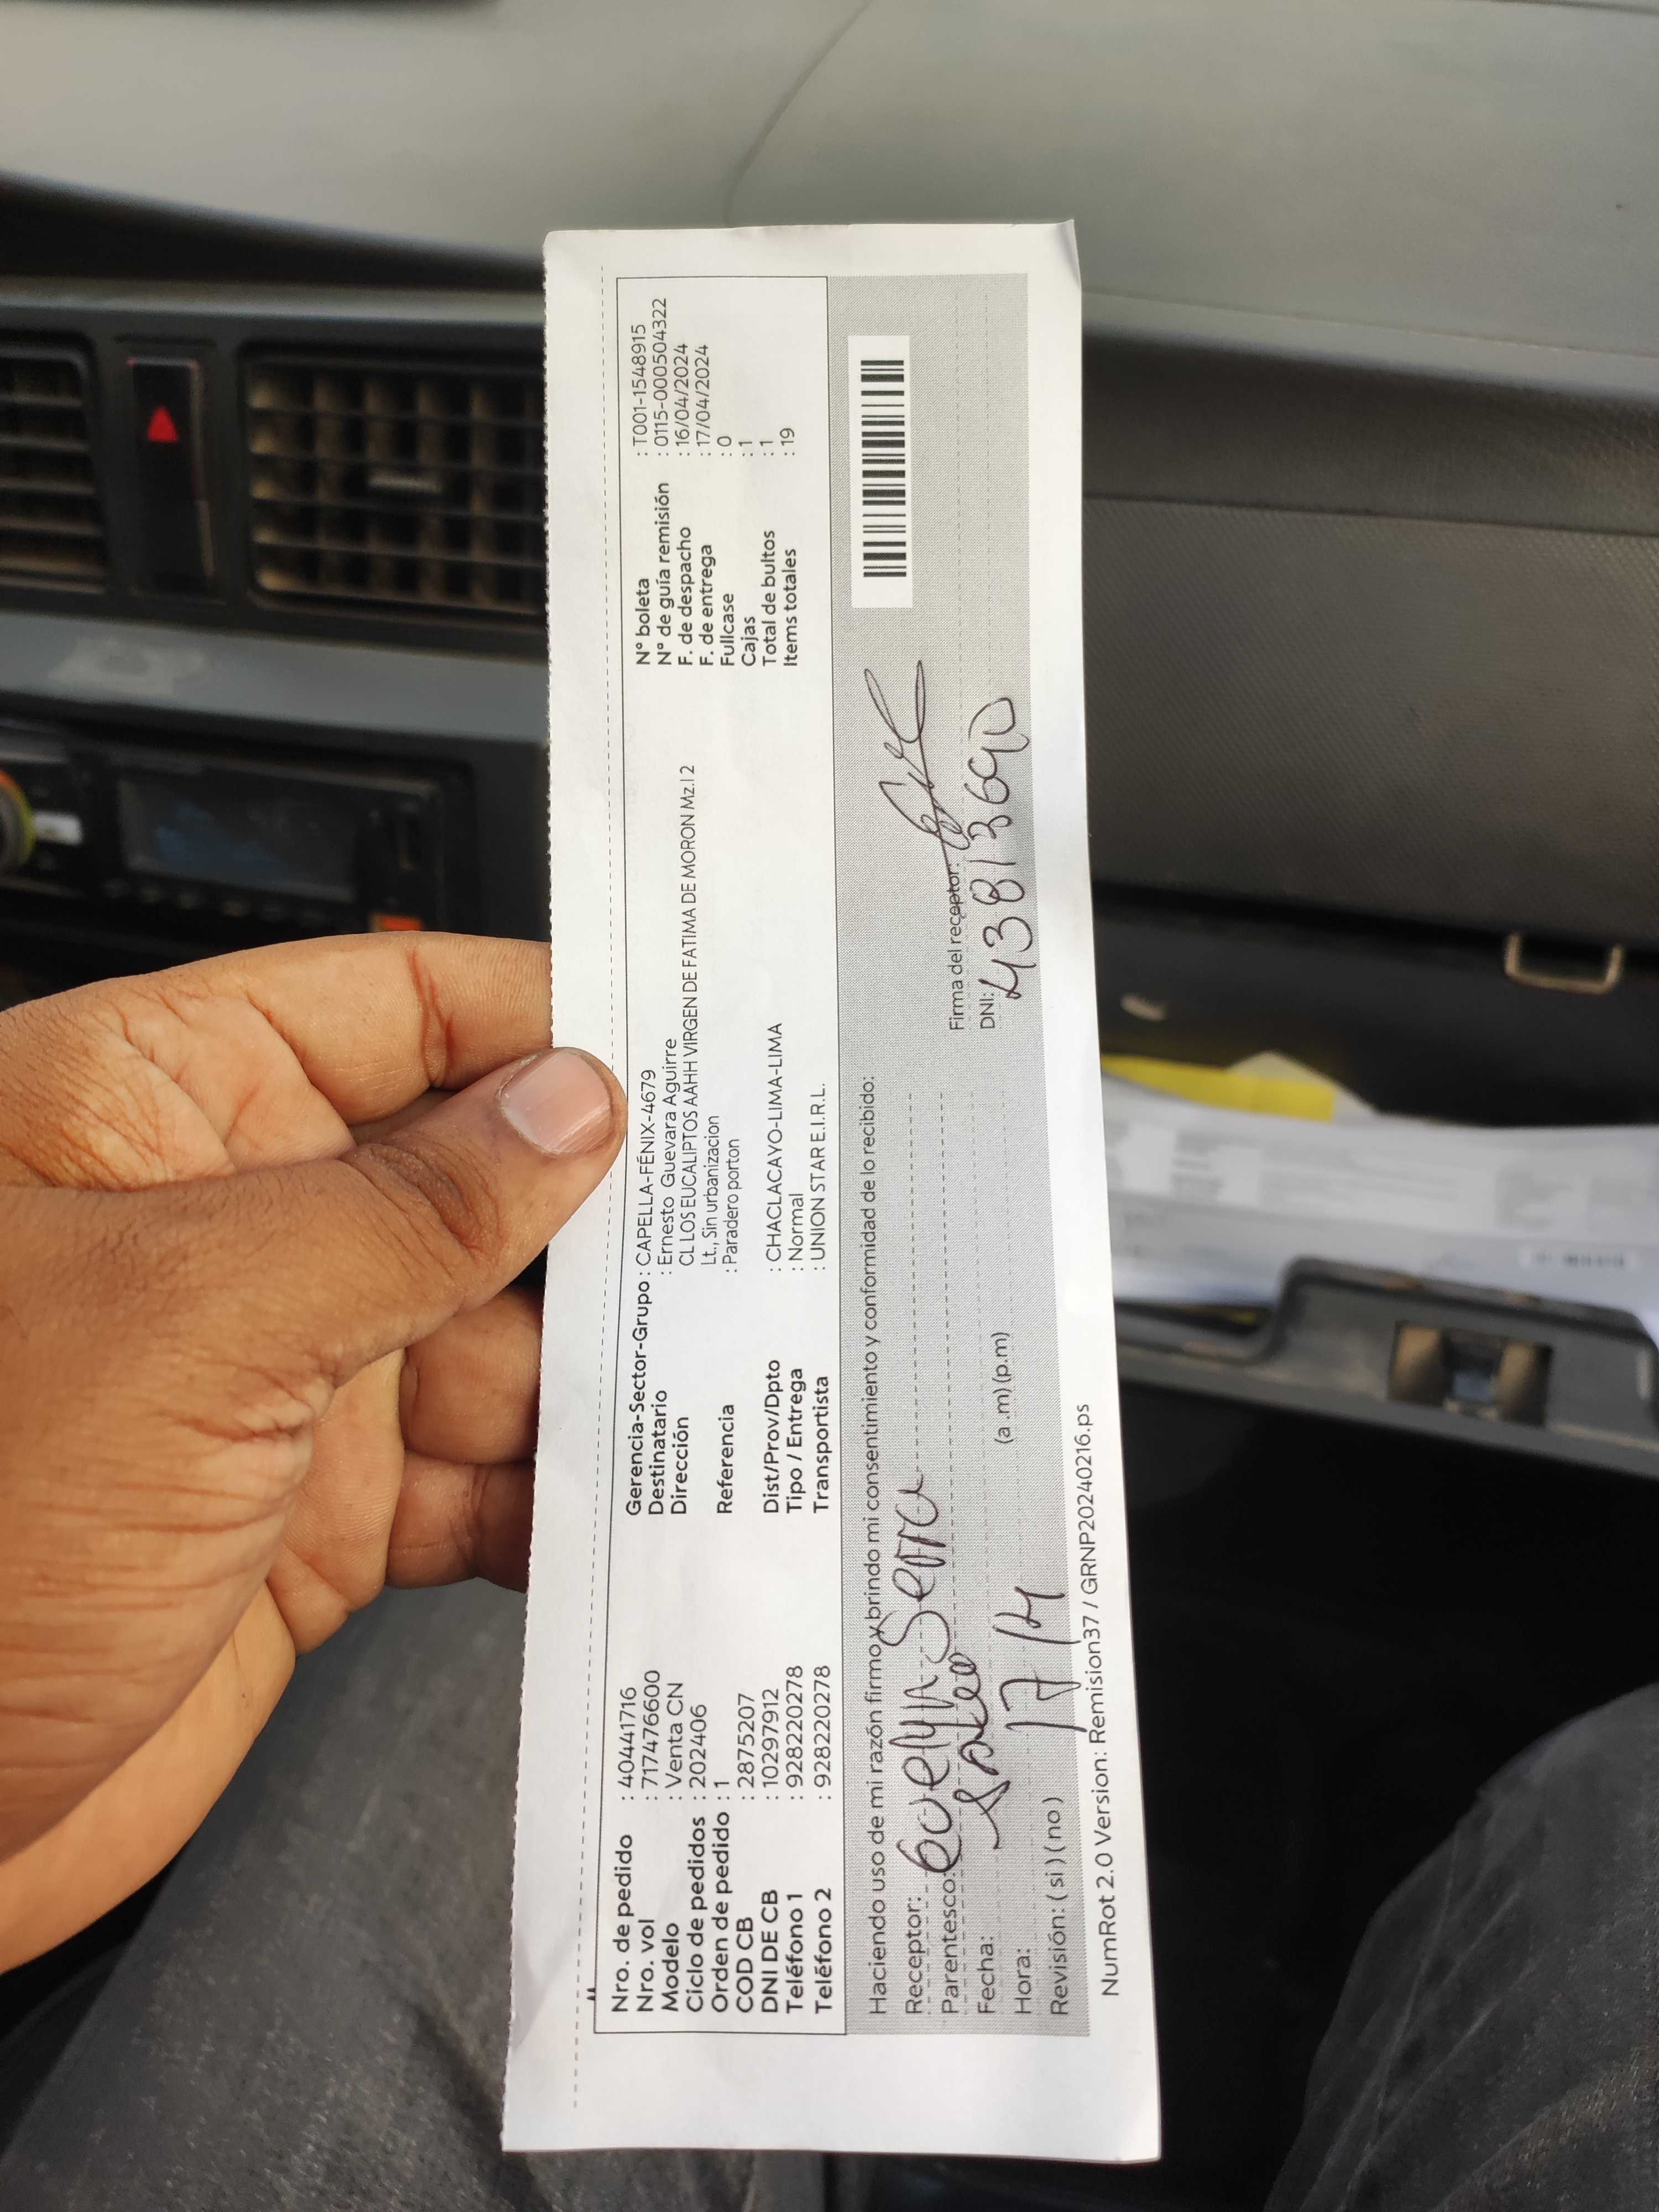 Nro. de pedido : 40441716
Nro. vol : 717476600
Modelo : Venta CN
Ciclo de pedidos : 202406
Orden de pedido : 1
COD CB : 2875207
DNI DE CB : 10297912
Teléfono 1 : 928220278
Teléfono 2 : 928220278
Gerencia-Sector-Grupo : CAPELLA-FÉNIX-4679
Destinatario : Ernesto Guevara Aguirre
Dirección CL LOS EUCALIPTOS AAHH VIRGEN DE FATIMA DE MORON Mz.I 2
Lt., Sin urbanizacion
Referencia : Paradero porton
Dist/Prov/Dpto : CHACLACAYO-LIMA-LIMA
Tipo / Entrega : Normal
Transportista : UNION STAR E.I.R.L.
N° boleta : T001-1548915
N° de guía remisión : 0115-000504322
F. de despacho : 16/04/2024
F. de entrega : 17/04/2024
Fullcase : 0
Cajas : 1
Total de bultos : 1
Items totales : 19
Haciendo uso de mi razón firmo y brindo mi consentimiento y conformidad de lo recibido:
Receptor:
Parentesco:
Fecha: 17/4
Hora: (a.m) (p.m)
Revisión: ( si ) ( no )
Firma del receptor:
DNI: 43813690
NumRot 2.0 Version: Remision37 / GRNP20240216.ps